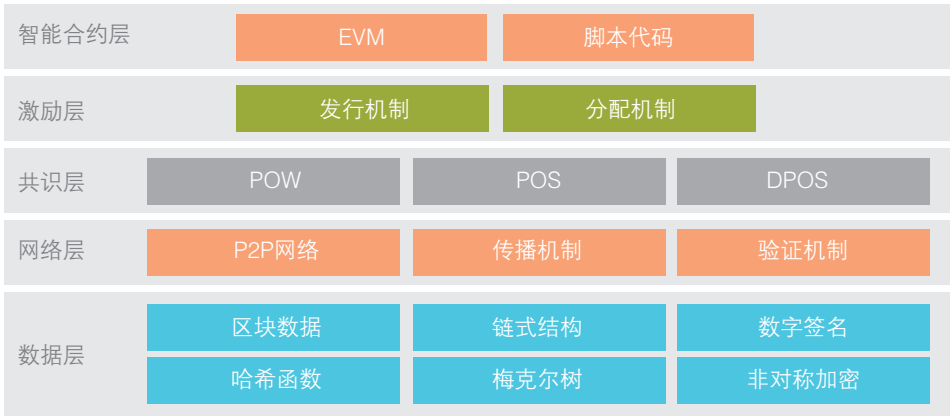 智能合约层 EVM 脚本代码
激励层 发行机制 分配机制
共识层 POW POS DPOS
网络层 P2P网络 传播机制 验证机制
数据层
区块数据 链式结构 数字签名
哈希函数 梅克尔树 非对称加密